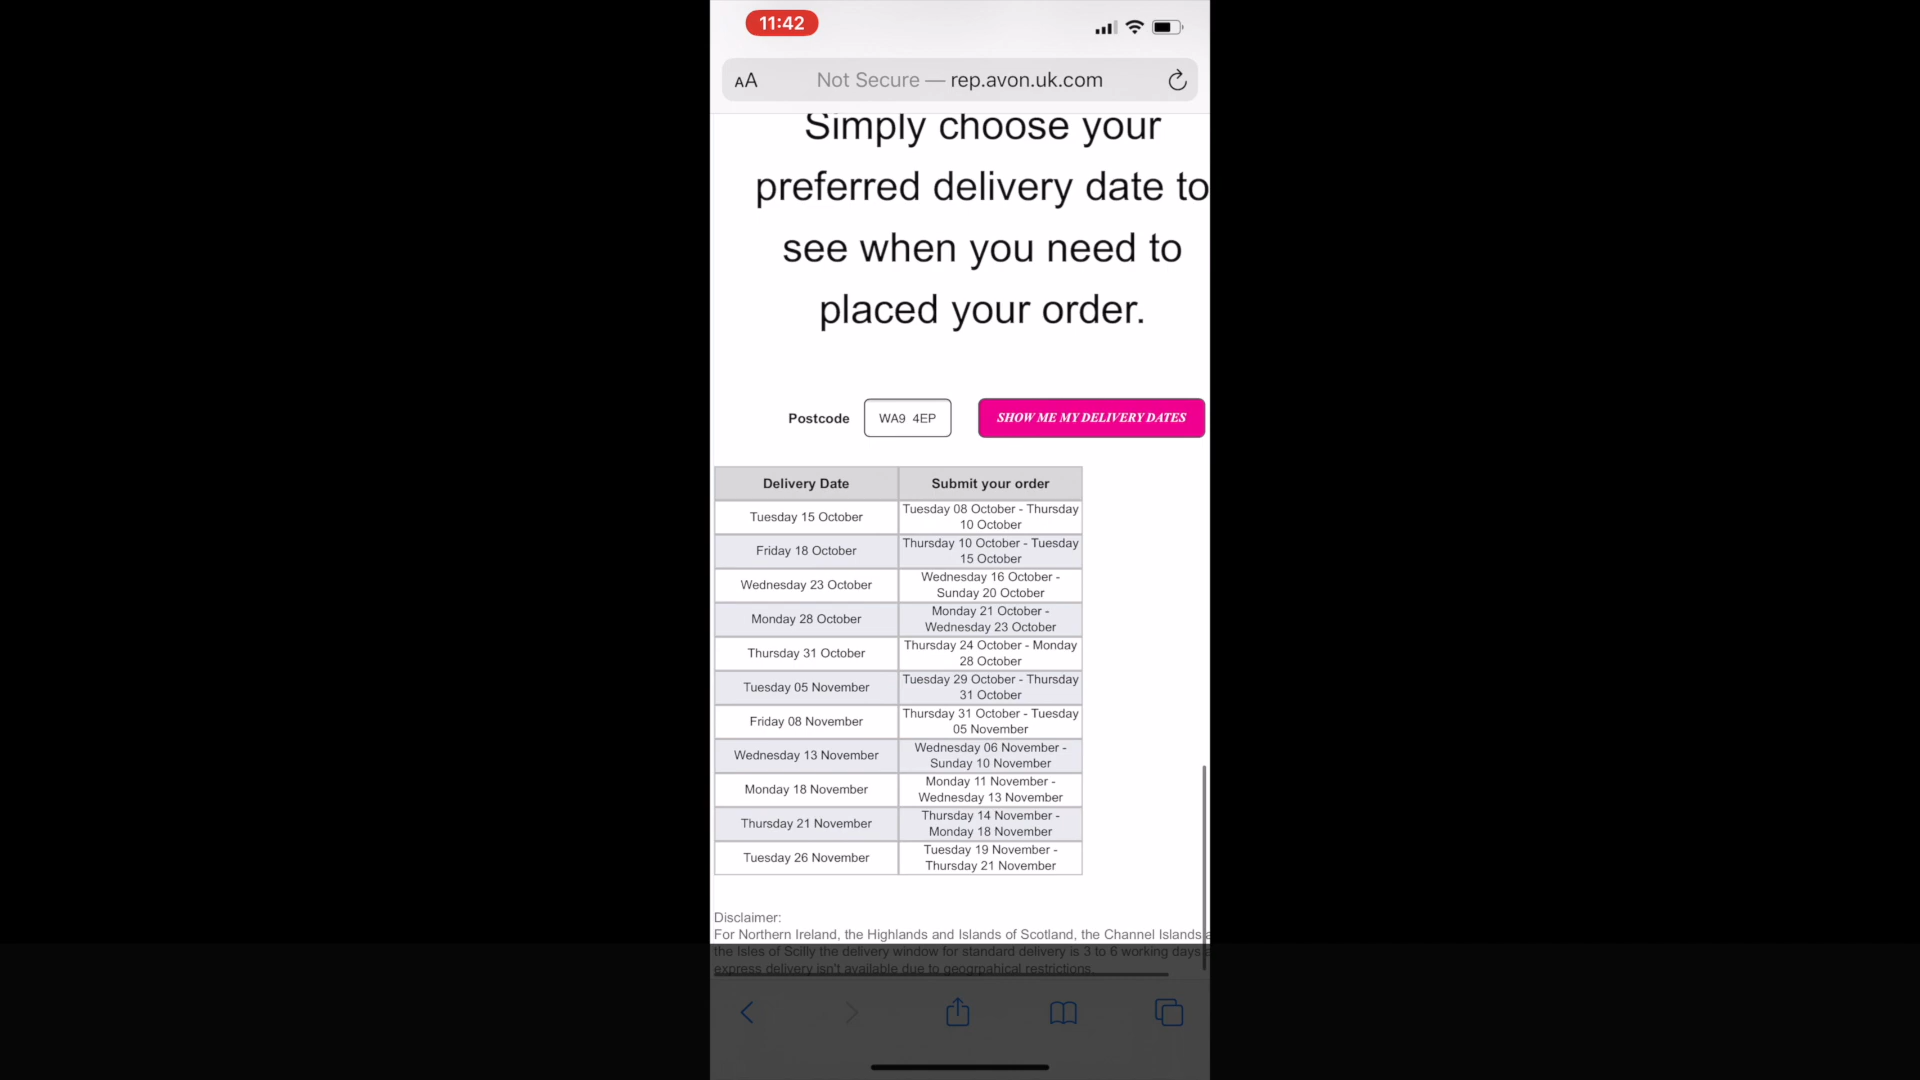 11:42
AA Not Secure — rep.avon.uk.com
Simply choose your
preferred delivery date to
see when you need to
placed your order.
Postcode WA9 4EP SHOW ME MY DELIVERY DATES
Delivery Date Submit your order
Tuesday 15 October Tuesday 08 October - Thursday
10 October
Friday 18 October Thursday 10 October - Tuesday
15 October
Wednesday 23 October Wednesday 16 October -
Sunday 20 October
Monday 28 October Monday 21 October -
Wednesday 23 October
Thursday 31 October Thursday 24 October - Monday
28 October
Tuesday 05 November Tuesday 29 October - Thursday
31 October
Friday 08 November Thursday 31 October - Tuesday
05 November
Wednesday 13 November Wednesday 06 November -
Sunday 10 November
Monday 18 November Monday 11 November -
Wednesday 13 November
Thursday 21 November Thursday 14 November -
Monday 18 November
Tuesday 26 November Tuesday 19 November -
Thursday 21 November
Disclaimer:
For Northern Ireland, the Highlands and Islands of Scotland, the Channel Islands
the Isles of Scilly the delivery window for standard delivery is 3 to 6 working days
express delivery isn't available due to geogrpahical restrictions.